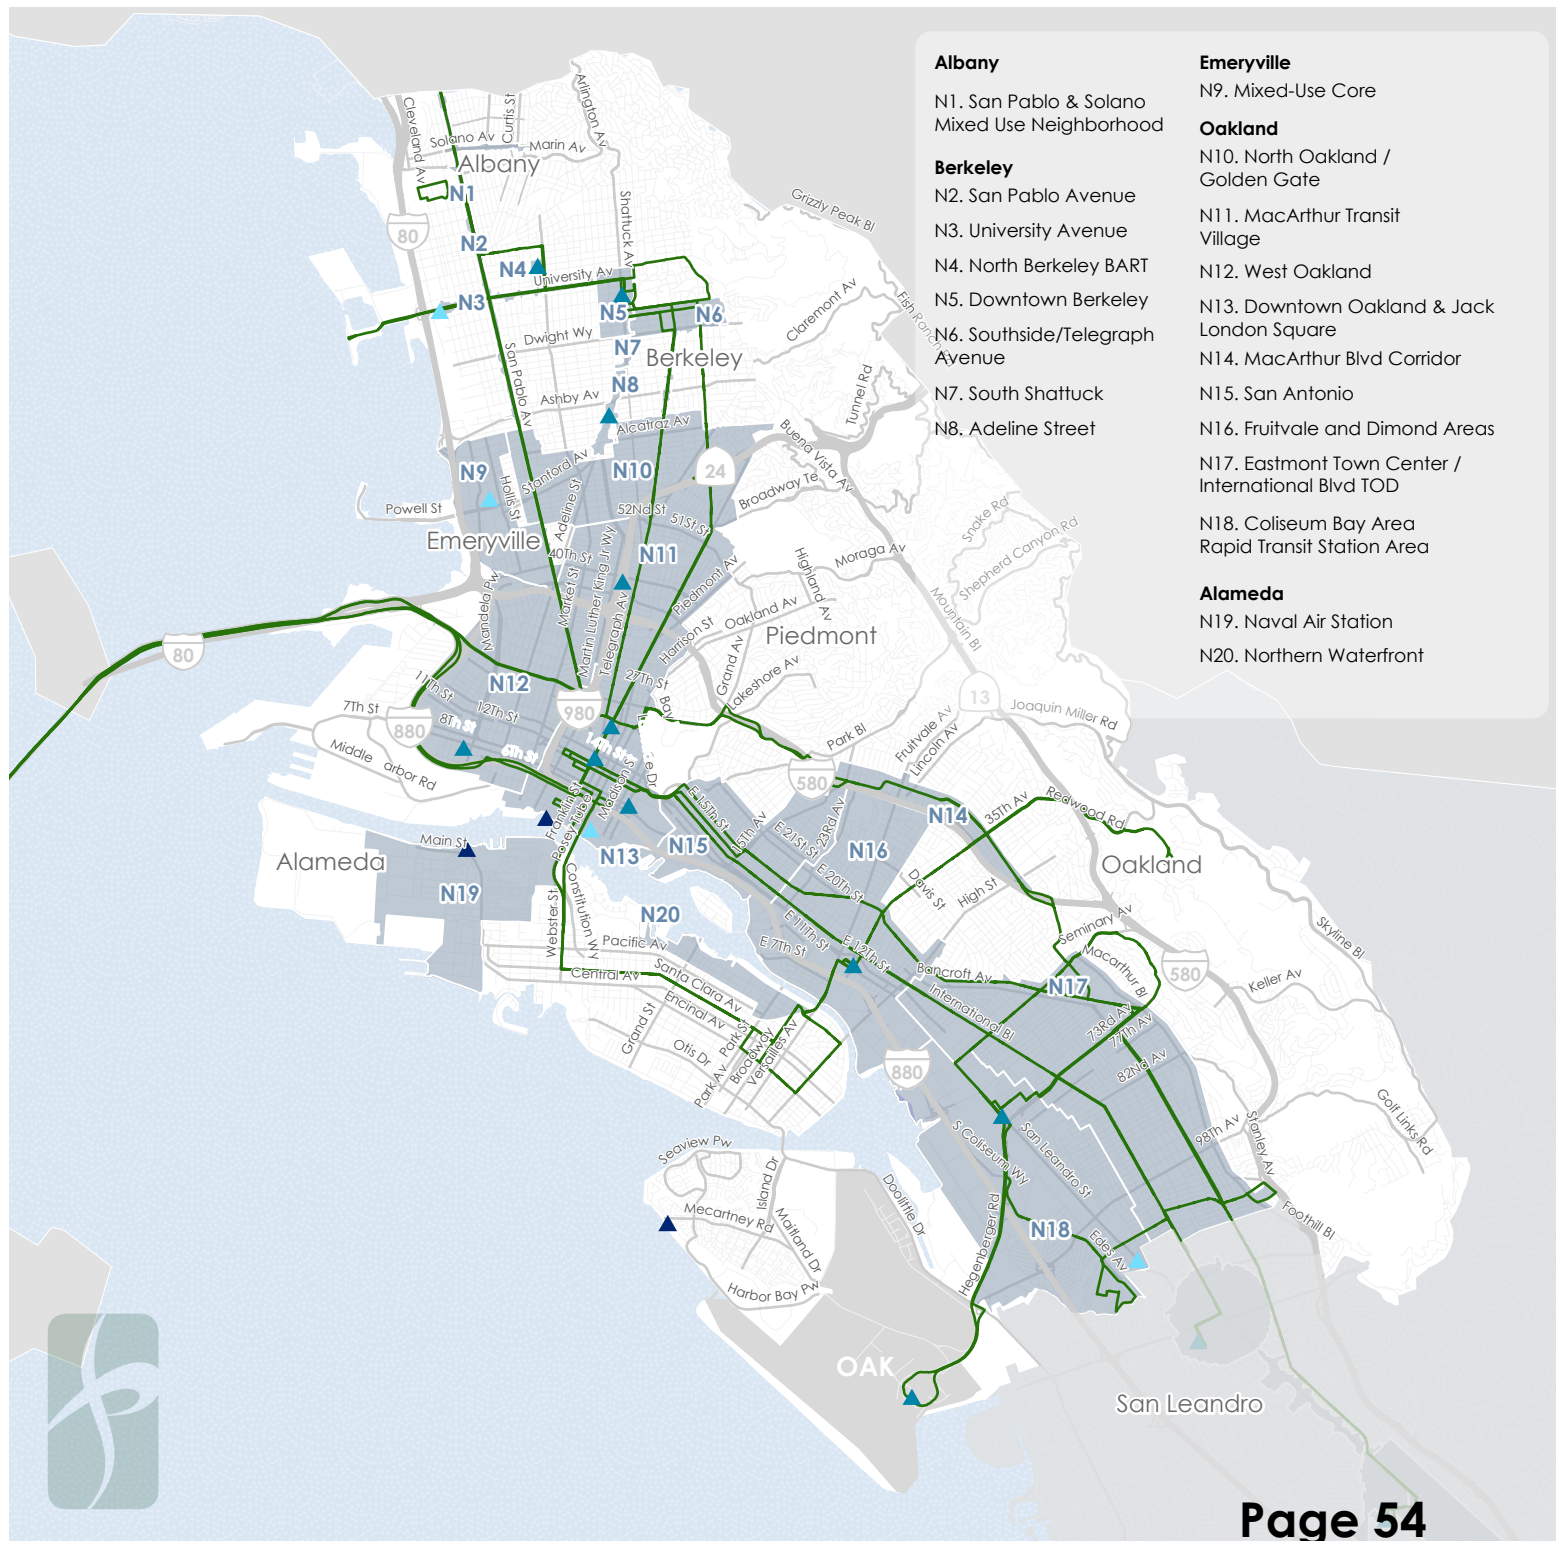 Albany
N1. San Pablo & Solano
Mixed Use Neighborhood
Berkeley
N2. San Pablo Avenue
N3. University Avenue
N4. North Berkeley BART
N5. Downtown Berkeley
N6. Southside/Telegraph
Avenue
N7. South Shattuck
N8. Adeline Street
Emeryville
N9. Mixed-Use Core
Oakland
N10. North Oakland /
Golden Gate
N11. MacArthur Transit
Village
N12. West Oakland
N13. Downtown Oakland & Jack
London Square
N14. MacArthur Blvd Corridor
N15. San Antonio
N16. Fruitvale and Dimond Areas
N17. Eastmont Town Center /
International Blvd TOD
N18. Coliseum Bay Area
Rapid Transit Station Area
Alameda
N19. Naval Air Station
N20. Northern Waterfront
Cleveland Av
Curtis St
Arlington Av
Solano Av
Marin Av
Albany
N1
80
Shattuck Av
Grizzly Peak Bl
N2
N4
University Av
N3
N5
N6
Claremont Av
Dwight Wy
N7
Berkeley
San Pablo Av
N8
Ashby Av
Tunnel Rd
Alcatraz Av
Buena Vista Av
N9
Stanford Av
N10
24
Hollis St
Broadway Te
Powell St
Adeline St
52Nd St
51St St
Snake Rd
Emeryville
40Th St
N11
Moraga Av
Shepherd Canyon Rd
Highland Av
Mandela Pw
Market St
Martin Luther King Jr Wy
Telegraph Av
Piedmont Av
Oakland Av
Mountain Bl
80
Harrison St
Piedmont
Grand Av
Lakeshore Av
N12
11Th St
27Th St
Bay
13
7Th St
12Th St
980
Joaquin Miller Rd
880
8Th St
Park Bl
Fruitvale Av
Lincoln Av
Middle
arbor Rd
6Th St
14Th St
e Dr
Madison S
580
Franklin St
Posey Tube
E 15Th St
15Th Av
E 21St St
23Rd Av
N14
35Th Av
Redwood Rd
Main St
N13
N15
N16
Alameda
Oakland
N19
Constitution Wy
E 20Th St
Davis St
High St
Webster St
N20
E 11Th St
Seminary Av
Skyline Bl
E 7Th St
E 12Th St
Pacific Av
Macarthur Bl
580
Central Av
Santa Clara Av
Bancroft Av
N17
Keller Av
Encinal Av
International Bl
Grand St
Park St
Broadway
Versailles Av
73Rd Av
77Th Av
Otis Dr
Park Av
880
82Nd Av
Golf Links Rd
98Th Av
Stanley Av
S Coliseum Wy
San Leandro St
Seaview Pw
Island Dr
Doolittle Dr
Mecartney Rd
Maitland Dr
Hegenberger Rd
N18
Edes Av
Foothill Bl
Harbor Bay Pw
OAK
San Leandro
Page 54